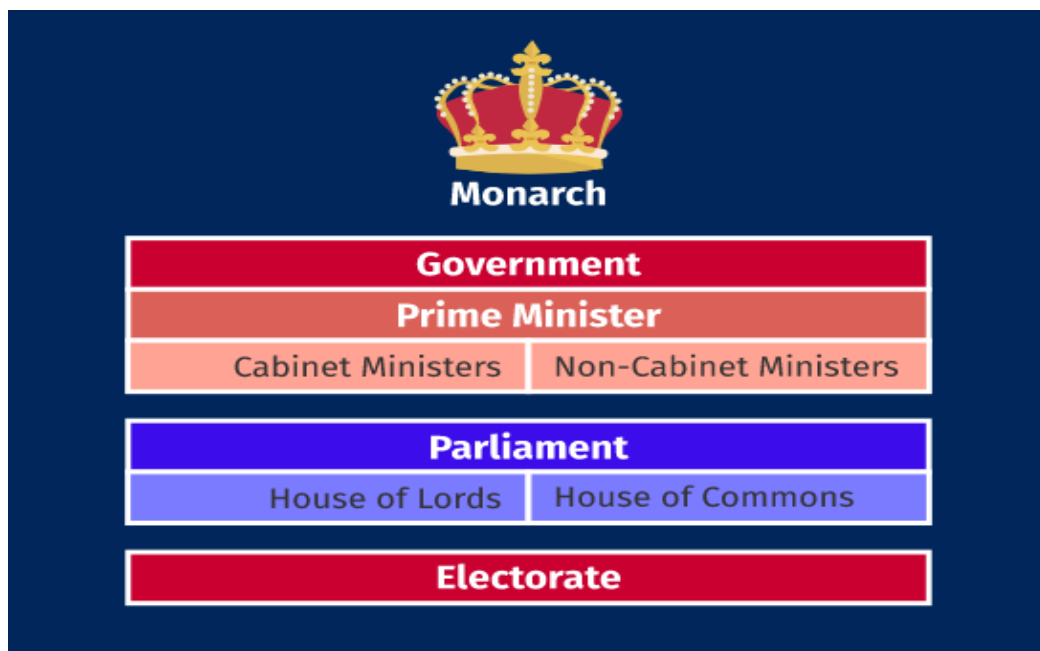 Monarch
Government
Prime Minister
Cabinet Ministers
Non-Cabinet Ministers
Parliament
House of Lords
House of Commons
Electorate